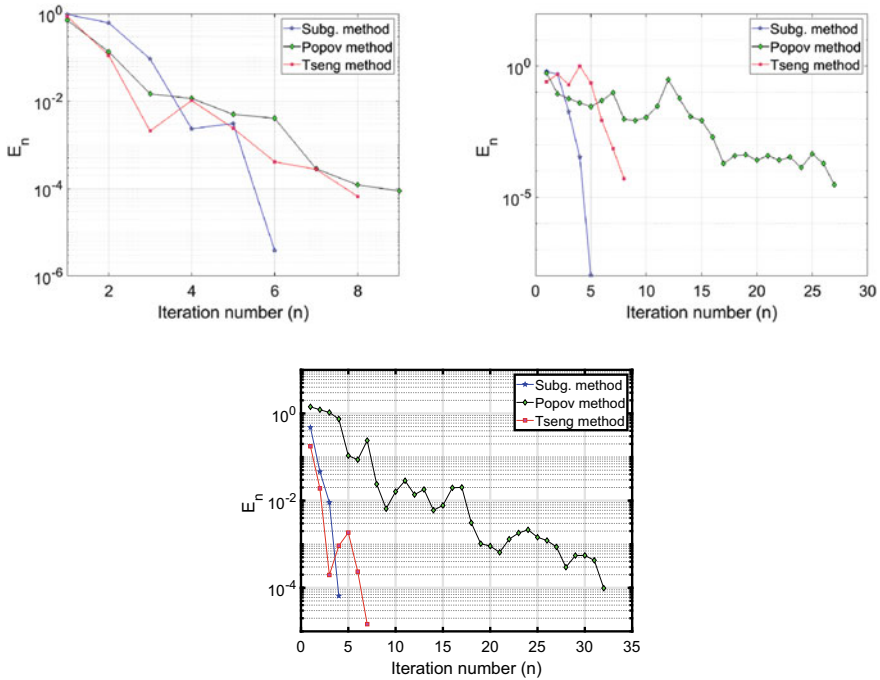 Subg. method
Popov method
Tseng method
10^0
10^-2
10^-4
10^-6
E_n
2
4
6
8
Iteration number (n)
Subg. method
Popov method
Tseng method
10^0
10^-5
E_n
0
5
10
15
20
25
30
Iteration number (n)
Subg. method
Popov method
Tseng method
10^0
10^-2
10^-4
E_n
0
5
10
15
20
25
30
35
Iteration number (n)